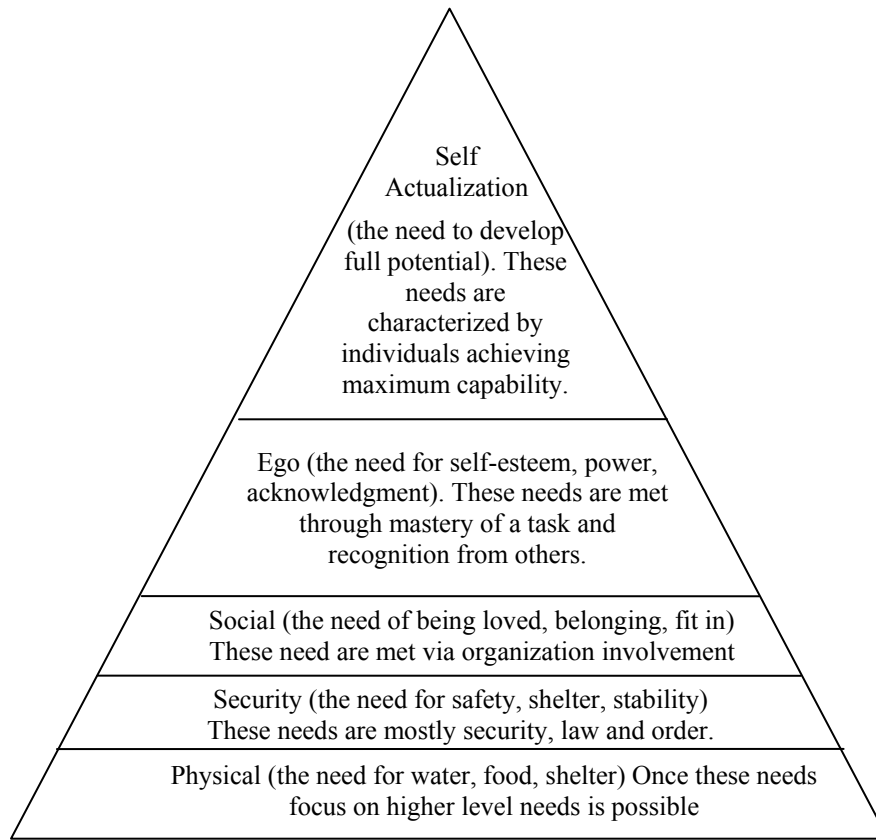 Self
Actualization
(the need to develop
full potential). These
needs are
characterized by
individuals achieving
maximum capability.
Ego (the need for self-esteem, power,
acknowledgment). These needs are met
through mastery of a task and
recognition from others.
Social (the need of being loved, belonging, fit in)
These need are met via organization involvement
Security (the need for safety, shelter, stability)
These needs are mostly security, law and order.
Physical (the need for water, food, shelter) Once these needs
focus on higher level needs is possible